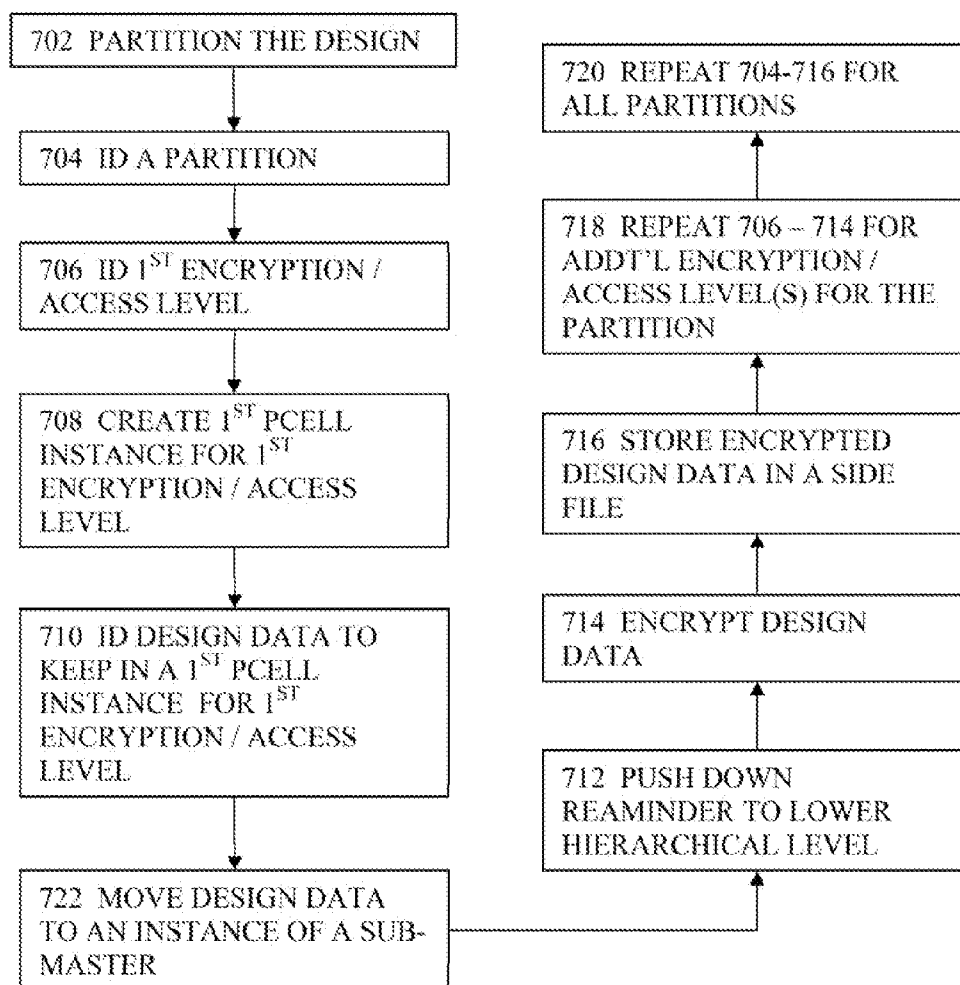 702 PARTITION THE DESIGN
704 ID A PARTITION
706 ID 1ST ENCRYPTION /
ACCESS LEVEL
708 CREATE 1ST PCELL
INSTANCE FOR 1ST
ENCRYPTION / ACCESS
LEVEL
710 ID DESIGN DATA TO
KEEP IN A 1ST PCELL
INSTANCE FOR 1ST
ENCRYPTION / ACCESS
LEVEL
722 MOVE DESIGN DATA
TO AN INSTANCE OF A SUB-
MASTER
712 PUSH DOWN
REAMINDER TO LOWER
HIERARCHICAL LEVEL
714 ENCRYPT DESIGN
DATA
716 STORE ENCRYPTED
DESIGN DATA IN A SIDE
FILE
718 REPEAT 706 – 714 FOR
ADDT'L ENCRYPTION /
ACCESS LEVEL(S) FOR THE
PARTITION
720 REPEAT 704-716 FOR
ALL PARTITIONS